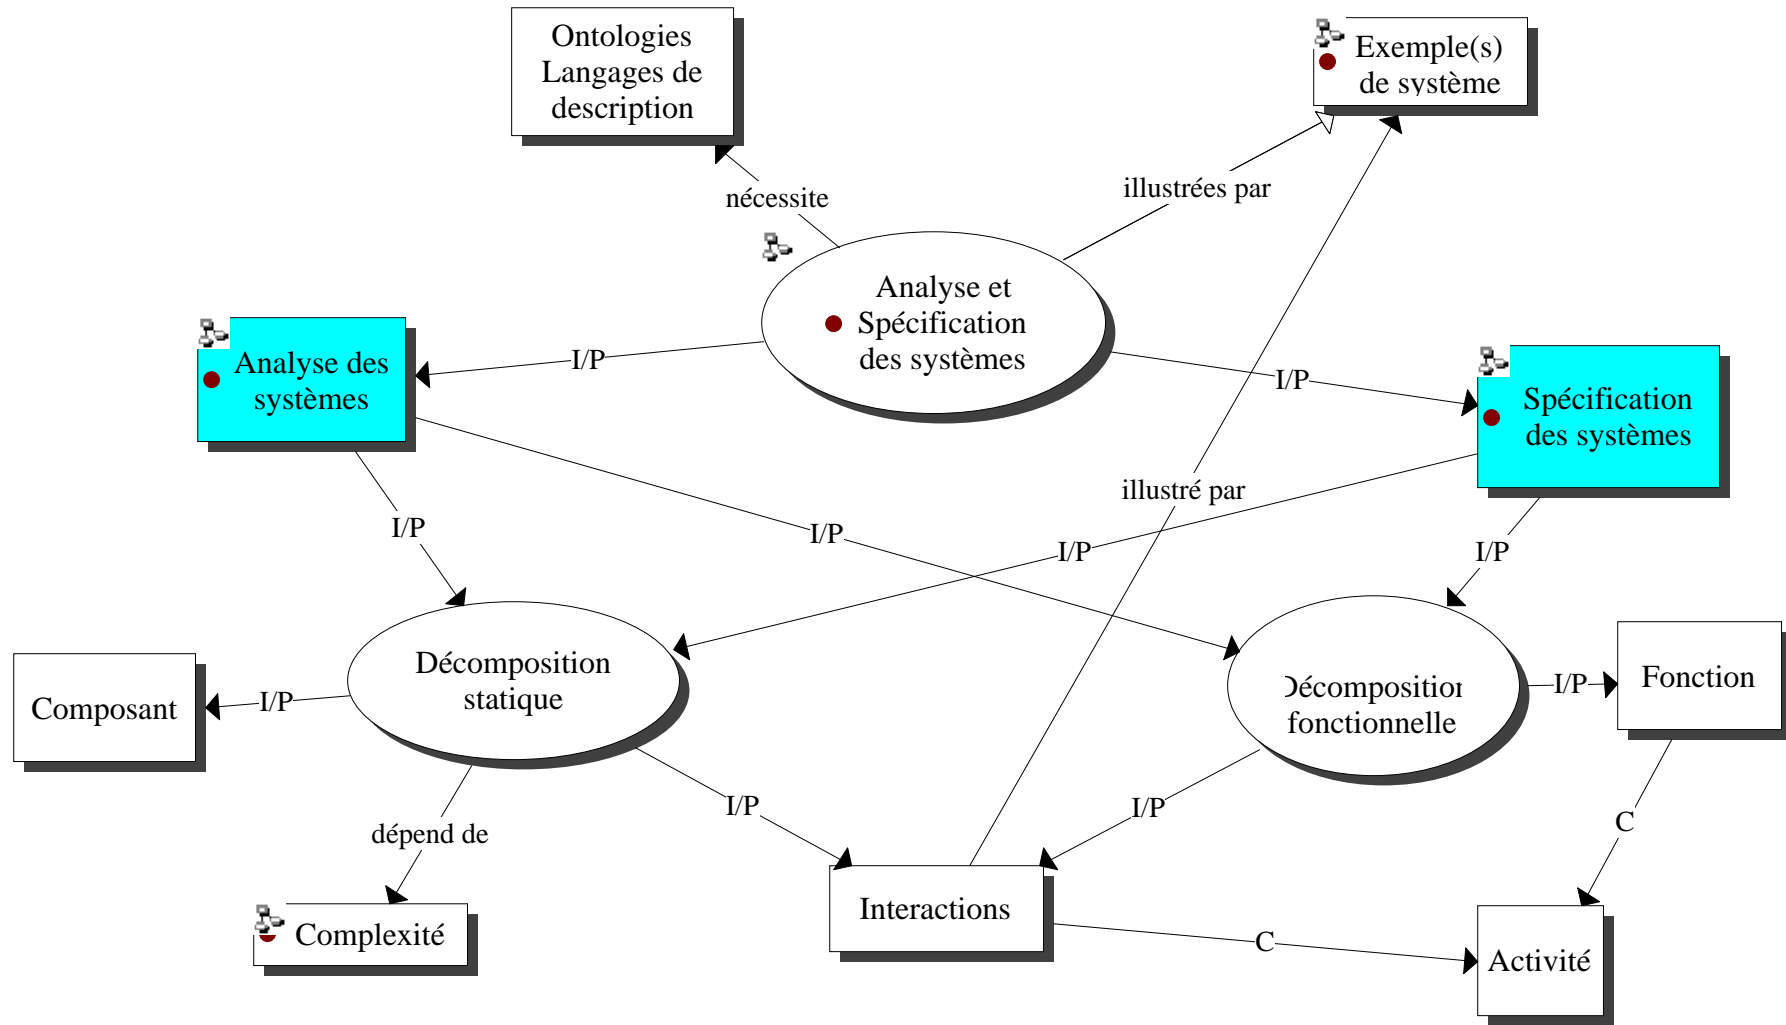 Ontologies
Langages de
description
Exemple(s)
de système
nécessite
illustrées par
Analyse et
Spécification
des systèmes
Analyse des
systèmes
I/P
I/P
Spécification
des systèmes
illustré par
I/P
I/P
I/P
I/P
Décomposition
statique
Décomposition
fonctionnelle
Composant
I/P
I/P
Fonction
I/P
I/P
dépend de
C
Complexité
Interactions
C
Activité